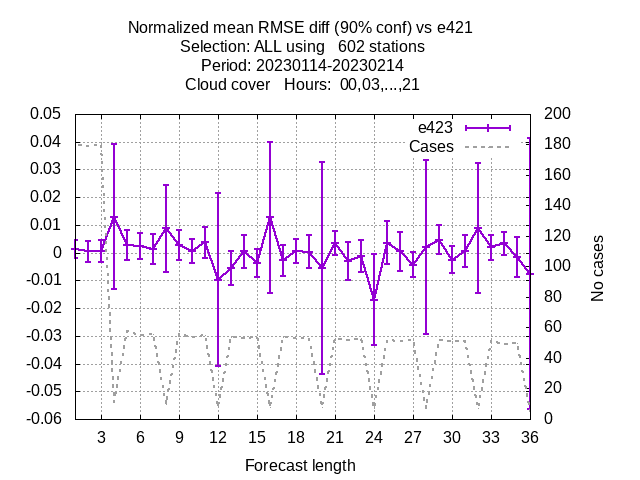 Normalized mean RMSE diff (90% conf) vs e421
Selection: ALL using   602 stations
Period: 20230114-20230214
Cloud cover   Hours:  00,03,...,21
0.05
0.04
0.03
0.02
0.01
0
-0.01
-0.02
-0.03
-0.04
-0.05
-0.06
e423
Cases
200
180
160
140
120
100
80
60
40
20
0
No cases
3 6 9 12 15 18 21 24 27 30 33 36
Forecast length